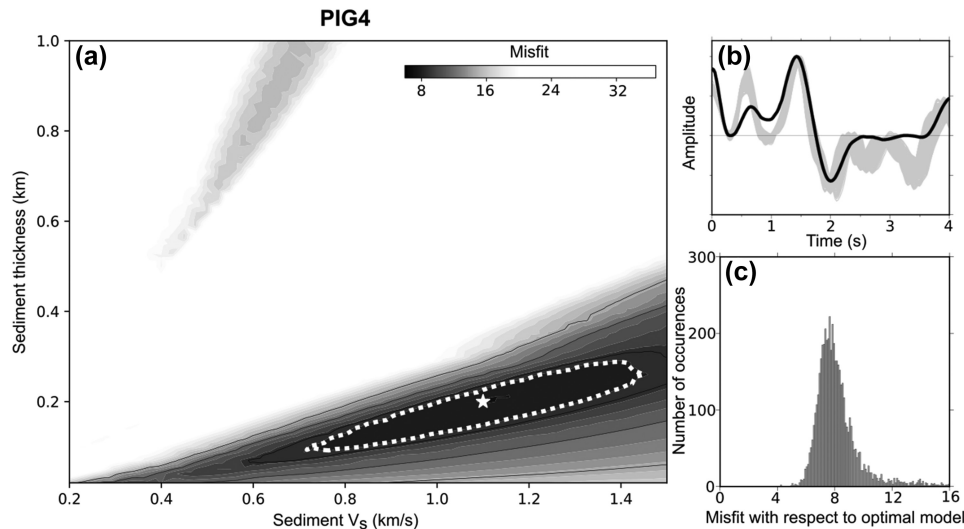 PIG4
(a)
Misfit
8 16 24 32
1.0
0.8
0.6
0.4
0.2
Sediment thickness (km)
0.2 0.4 0.6 0.8 1.0 1.2 1.4
Sediment Vs (km/s)
(b)
Amplitude
0 1 2 3 4
Time (s)
(c)
300
200
100
0
Number of occurences
0 4 8 12 16
Misfit with respect to optimal model